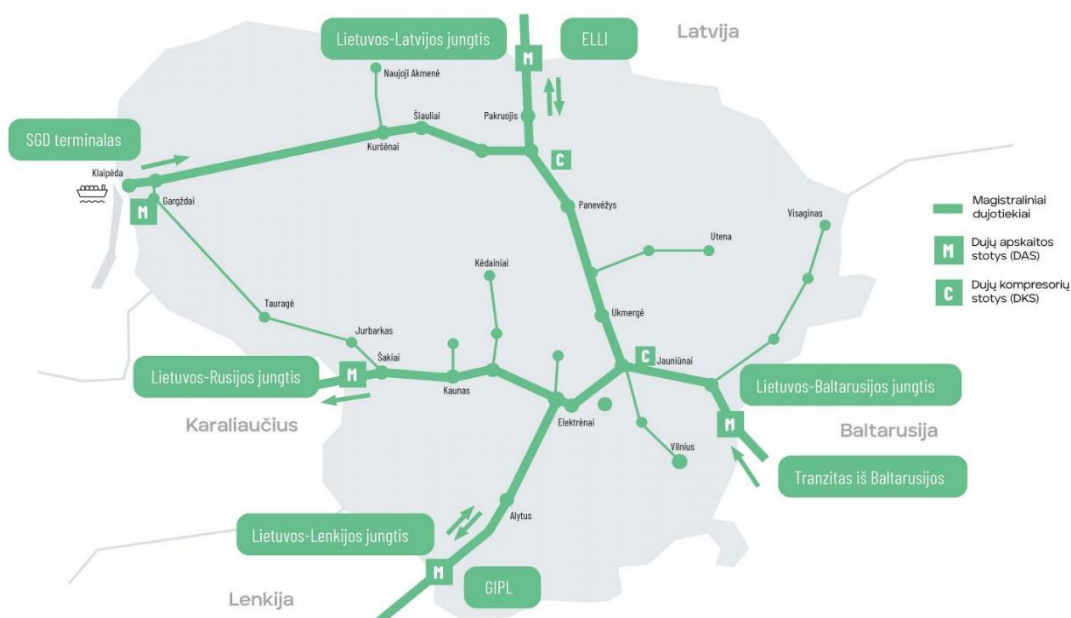 Lietuvos-Latvijos jungtis
ELLI
Latvija
M
Naujoji Akmenė
Šiauliai
Pakruojis
SGD terminalas
Kuršėnai
C
Klaipėda
M
Gargždai
Panevėžys
Visaginas
Utena
Kėdainiai
Tauragė
Ukmergė
Jurbarkas
C
Jauniūnai
Šakiai
Lietuvos-Rusijos jungtis
M
Kaunas
Lietuvos-Baltarusijos jungtis
Karaliaučius
Elektrėnai
M
Baltarusija
Vilnius
Tranzitas iš Baltarusijos
Alytus
Lietuvos-Lenkijos jungtis
M
GIPL
Lenkija
Magistraliniai
dujotiekiai
M
Dujų apskaitos
stotys (DAS)
C
Dujų kompresorių
stotys (DKS)